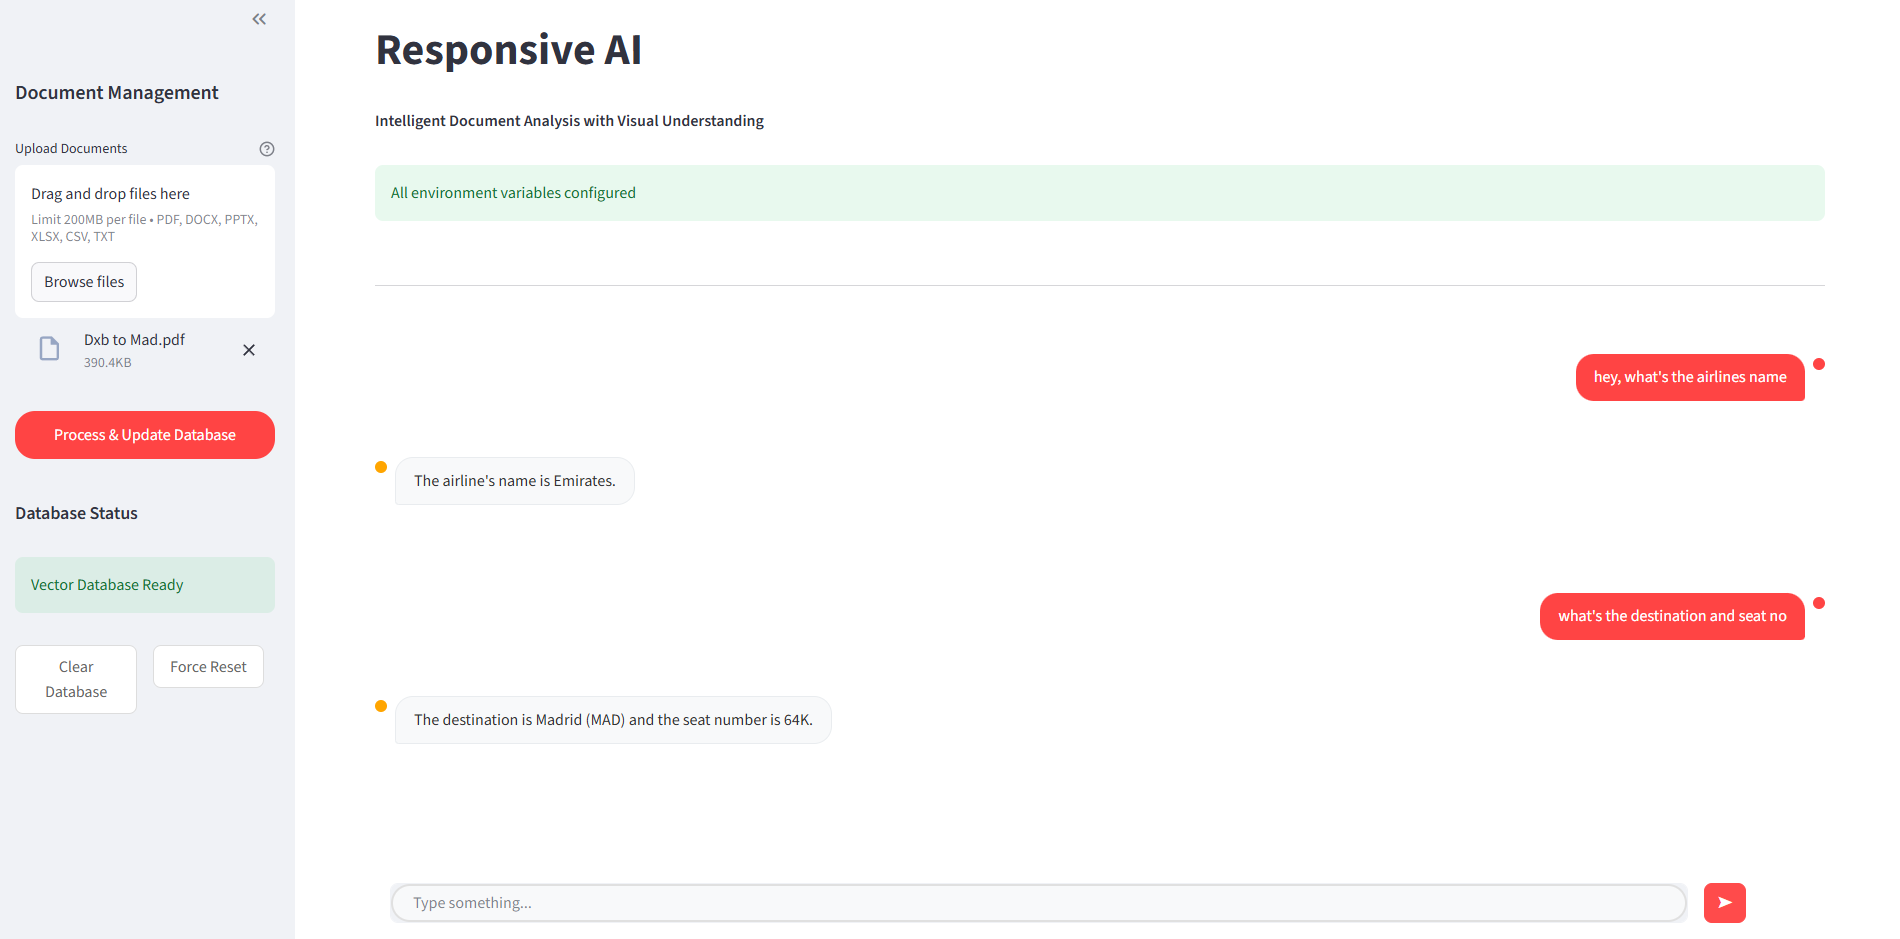 Document Management
Upload Documents
Drag and drop files here
Limit 200MB per file • PDF, DOCX, PPTX,
XLSX, CSV, TXT
Browse files
Dxb to Mad.pdf
390.4KB
Process & Update Database
Database Status
Vector Database Ready
Clear
Database
Force Reset
Responsive AI
Intelligent Document Analysis with Visual Understanding
All environment variables configured
hey, what's the airlines name
The airline's name is Emirates.
what's the destination and seat no
The destination is Madrid (MAD) and the seat number is 64K.
Type something...